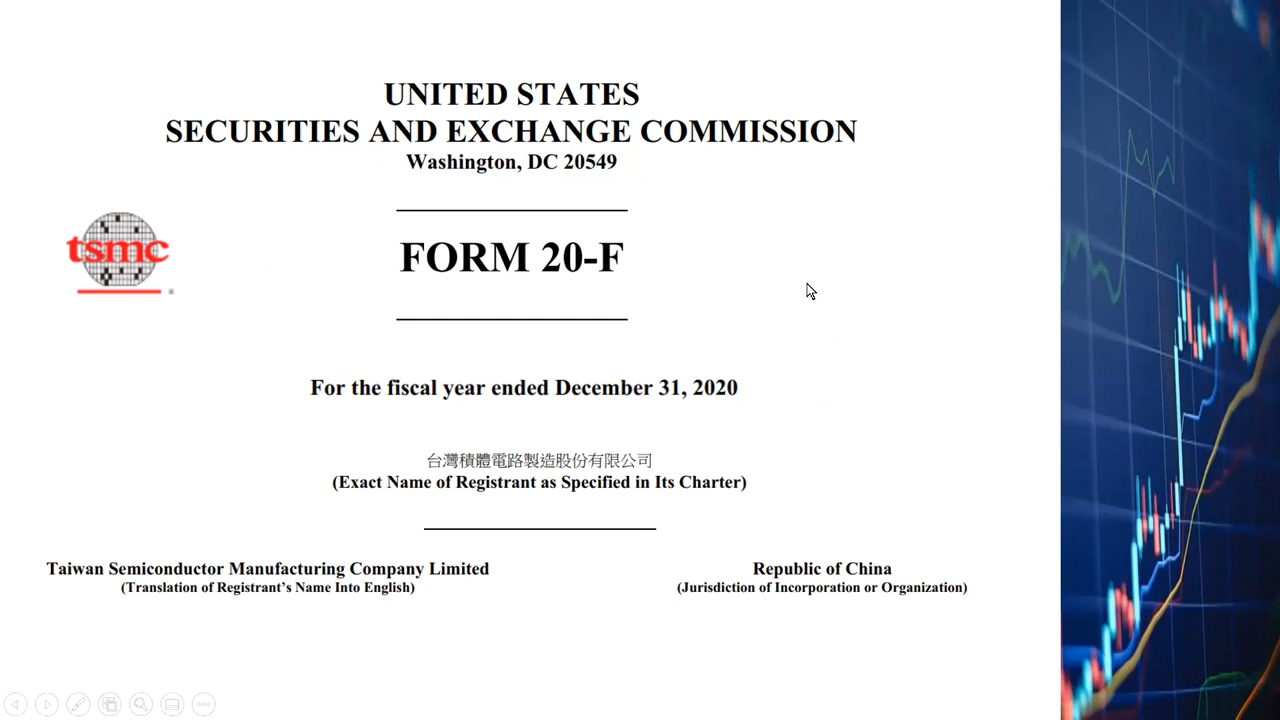 UNITED STATES
SECURITIES AND EXCHANGE COMMISSION
Washington, DC 20549
tsmc
FORM 20-F
For the fiscal year ended December 31, 2020
台灣積體電路製造股份有限公司
(Exact Name of Registrant as Specified in Its Charter)
Taiwan Semiconductor Manufacturing Company Limited
(Translation of Registrant’s Name Into English)
Republic of China
(Jurisdiction of Incorporation or Organization)